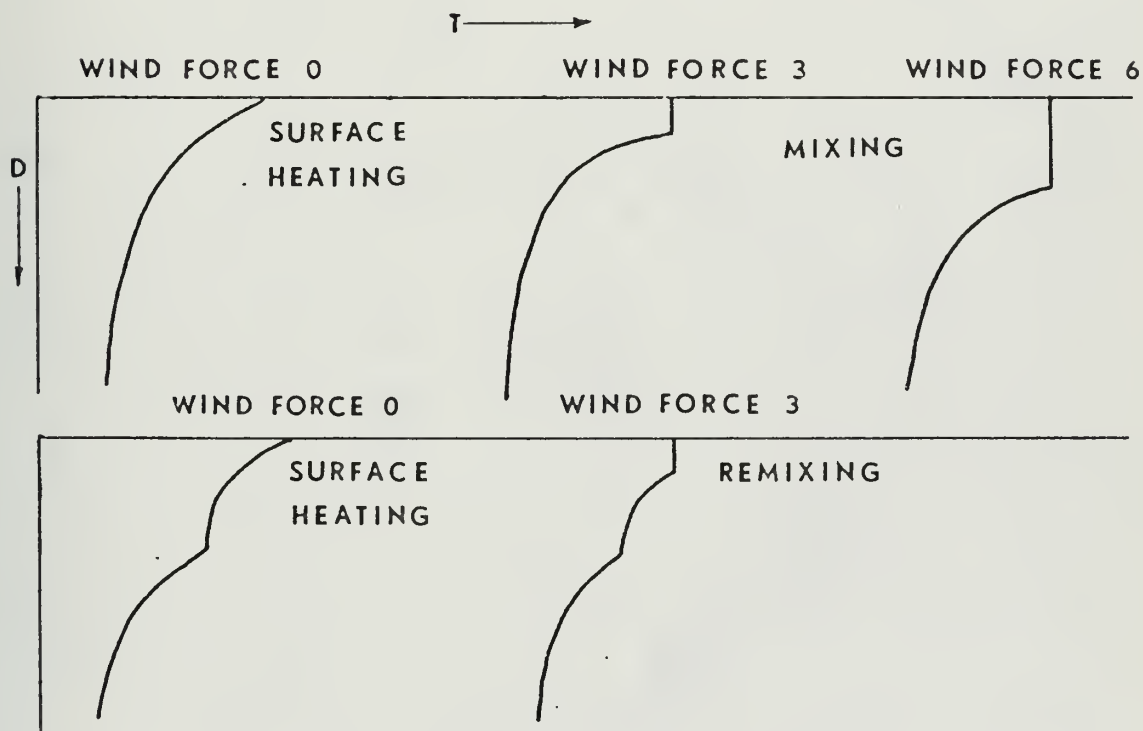 T
WIND FORCE 0
WIND FORCE 3
WIND FORCE 6
SURFACE
HEATING
MIXING
D
WIND FORCE 0
WIND FORCE 3
SURFACE
HEATING
REMIXING